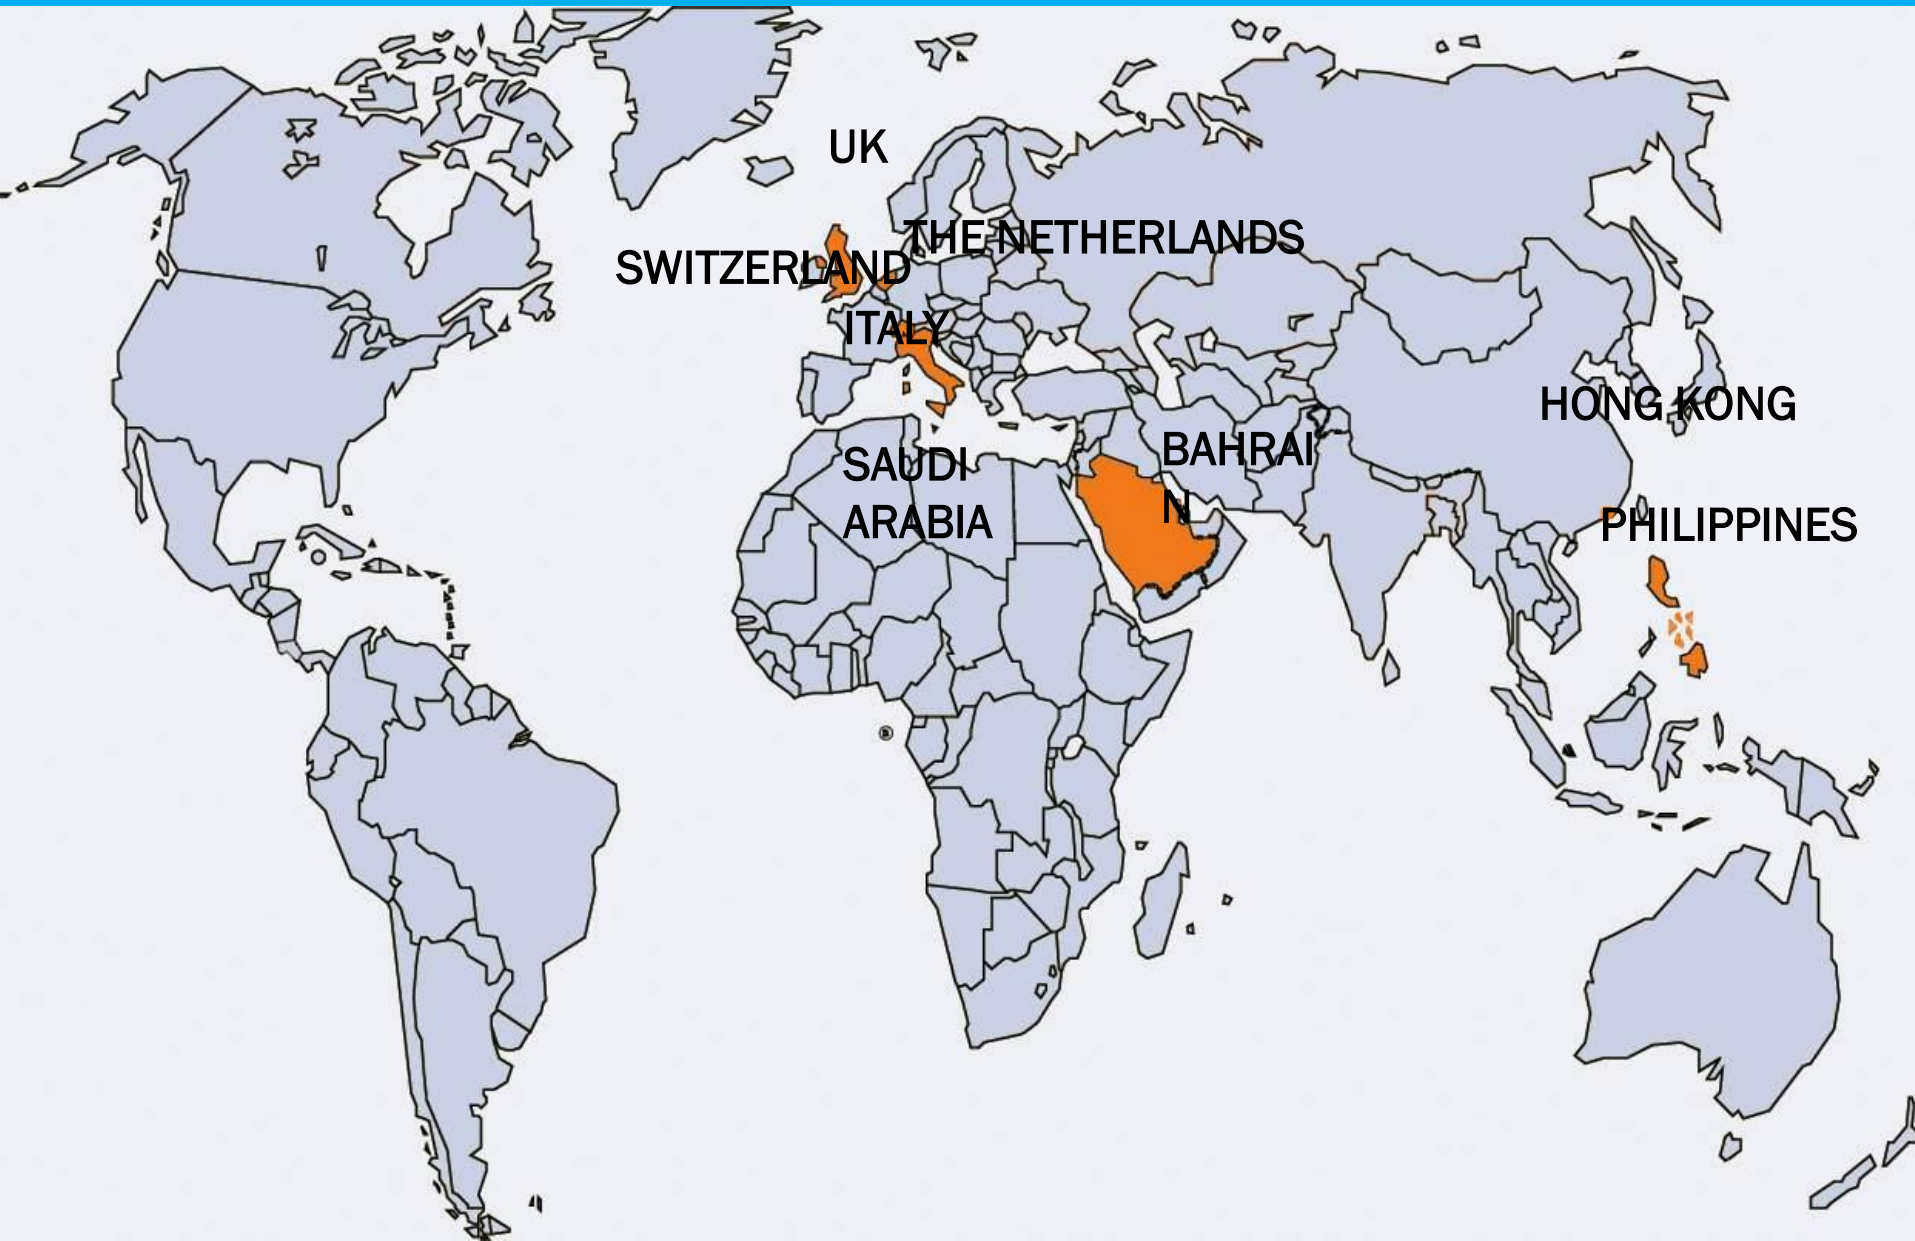 UK
THE NETHERLANDS
SWITZERLAND
ITALY
HONG KONG
BAHRAI
N
SAUDI
ARABIA
PHILIPPINES